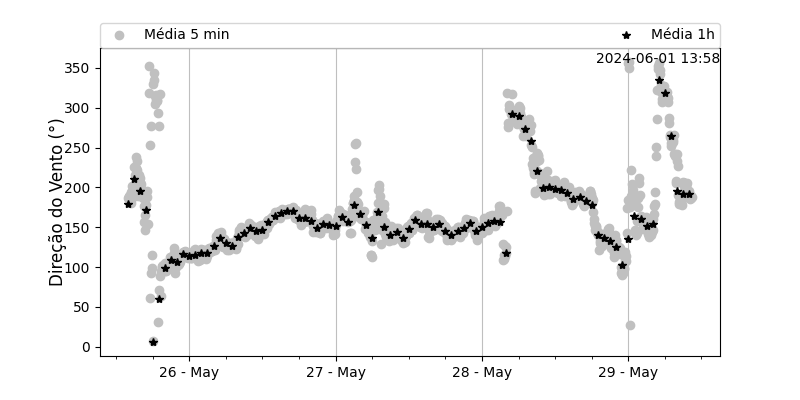 Média 5 min
Média 1h
2024-06-01 13:58
Direção do Vento (°)
350
300
250
200
150
100
50
0
26 - May
27 - May
28 - May
29 - May